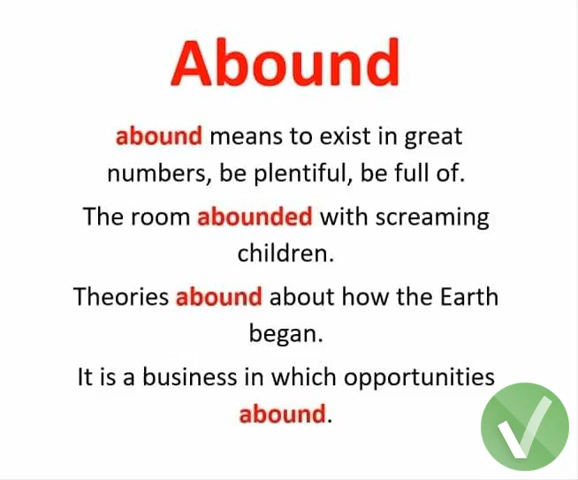 Abound
abound means to exist in great
numbers, be plentiful, be full of.
The room abounded with screaming
children.
Theories abound about how the Earth
began.
It is a business in which opportunities
abound.